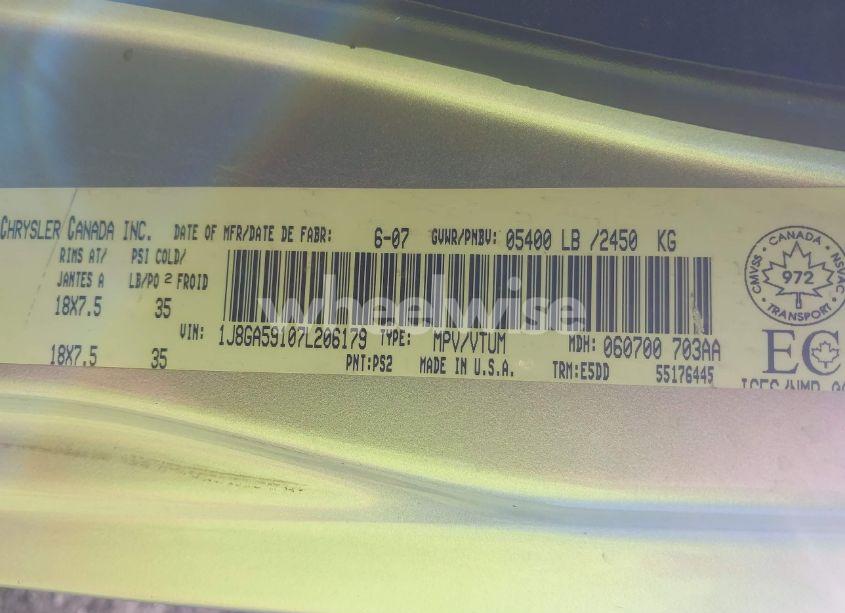 CHRYSLER CANADA INC. DATE OF MFR/DATE DE FABR: 6-07 GVWR/PNBV: 05400 LB /2450 KG
RIMS AT/ PSI COLD/
JANTES A LB/PO 2 FROID
18X7.5 35
VIN: 1J8GA59107L206179 TYPE: MPV/VTUM MDH: 060700 703AA
18X7.5 35 PNT:PS2 MADE IN U.S.A. TRM:E5DD 55176445
CANADA
CMVSS NSVAC
972
TRANSPORT
EC
wheelwise